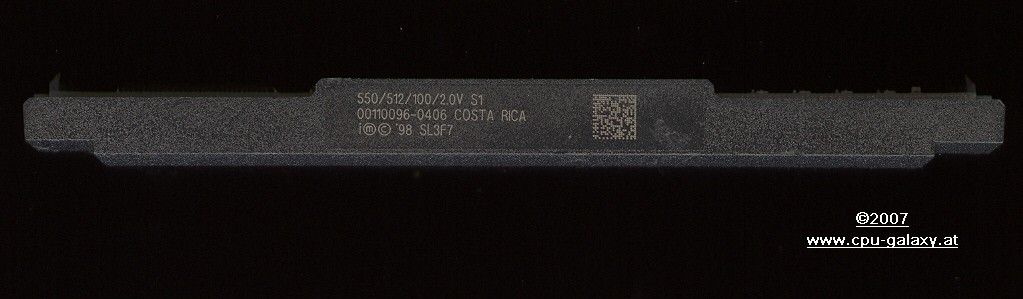 550/512/100/2.0V S1
00110096-0406 COSTA RICA
i ⓜ © '98 SL3F7
©2007
www.cpu-galaxy.at